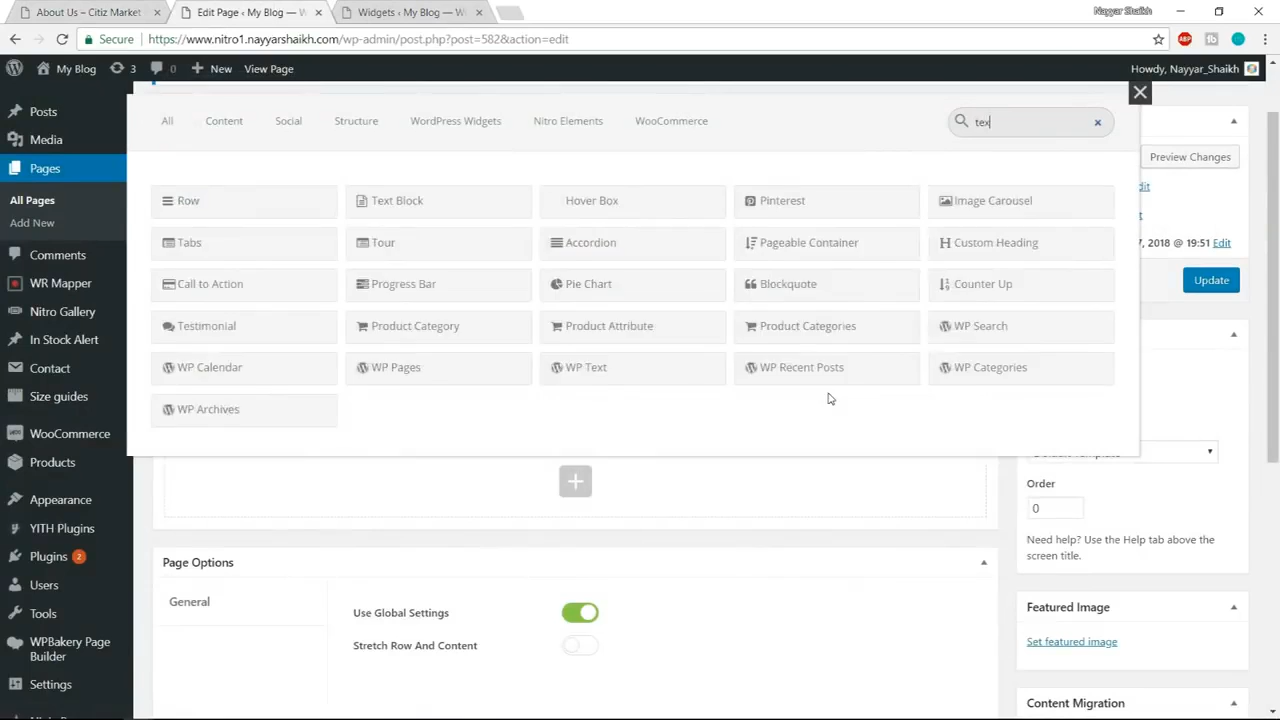 About Us – Citiz Market
Edit Page ‹ My Blog — W
Widgets ‹ My Blog — W
Nayyar Shaikh
Secure
https://www.nitro1.nayyarshaikh.com/wp-admin/post.php?post=582&action=edit
ABP
My Blog
3
0
New
View Page
Howdy, Nayyar_Shaikh
Posts
Media
Pages
All Pages
Add New
Comments
WR Mapper
Nitro Gallery
In Stock Alert
Contact
Size guides
WooCommerce
Products
Appearance
YITH Plugins
Plugins 2
Users
Tools
WPBakery Page
Builder
Settings
All
Content
Social
Structure
WordPress Widgets
Nitro Elements
WooCommerce
tex
Row
Text Block
Hover Box
Pinterest
Image Carousel
Tabs
Tour
Accordion
Pageable Container
Custom Heading
Call to Action
Progress Bar
Pie Chart
Blockquote
Counter Up
Testimonial
Product Category
Product Attribute
Product Categories
WP Search
WP Calendar
WP Pages
WP Text
WP Recent Posts
WP Categories
WP Archives
Preview Changes
7, 2018 @ 19:51 Edit
Update
Order
0
Need help? Use the Help tab above the
screen title.
Featured Image
Set featured image
Content Migration
Page Options
General
Use Global Settings
Stretch Row And Content